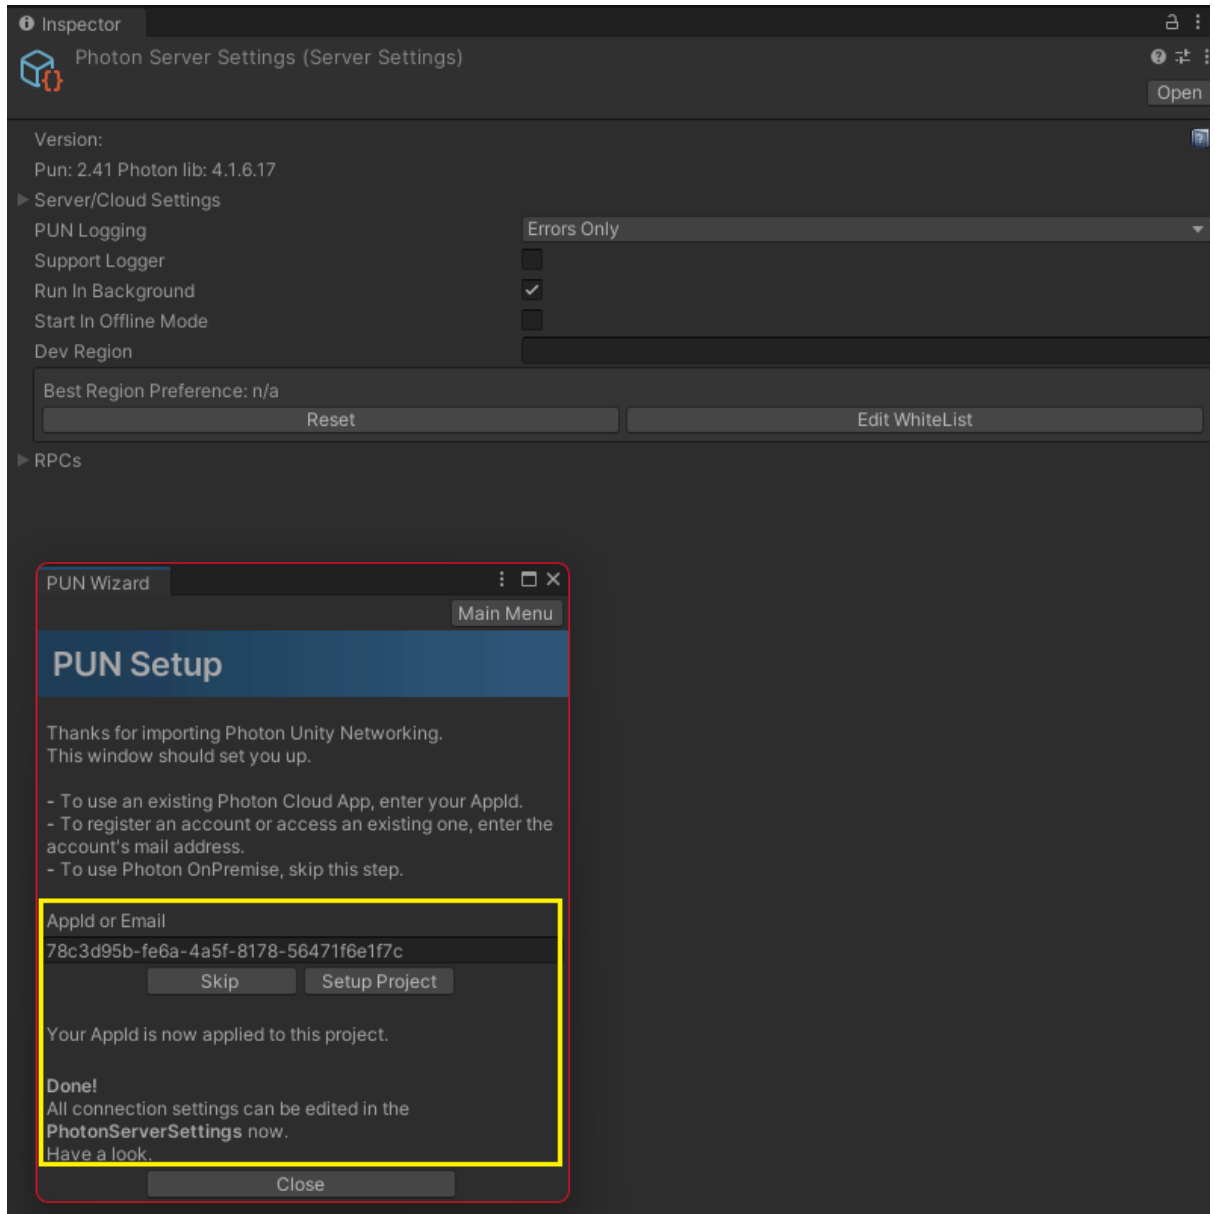 Inspector
Photon Server Settings (Server Settings)
Open
Version:
Pun: 2.41 Photon lib: 4.1.6.17
Server/Cloud Settings
PUN Logging
Errors Only
Support Logger
Run In Background
Start In Offline Mode
Dev Region
Best Region Preference: n/a
Reset
Edit WhiteList
RPCs
PUN Wizard
Main Menu
PUN Setup
Thanks for importing Photon Unity Networking.
This window should set you up.
- To use an existing Photon Cloud App, enter your AppId.
- To register an account or access an existing one, enter the
account's mail address.
- To use Photon OnPremise, skip this step.
AppId or Email
78c3d95b-fe6a-4a5f-8178-56471f6e1f7c
Skip
Setup Project
Your AppId is now applied to this project.
Done!
All connection settings can be edited in the
PhotonServerSettings now.
Have a look.
Close